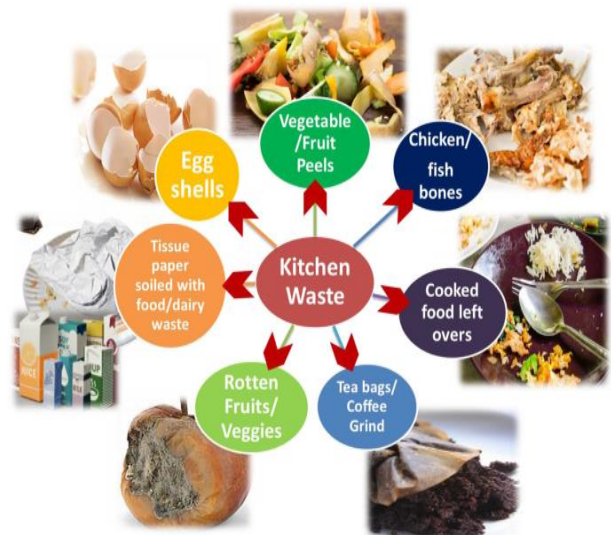 Vegetable
/Fruit
Peels
Chicken/
fish
bones
Egg
shells
Tissue
paper
soiled with
food/dairy
waste
Kitchen
Waste
Cooked
food left
overs
Rotten
Fruits/
Veggies
Tea bags/
Coffee
Grind
JUICE